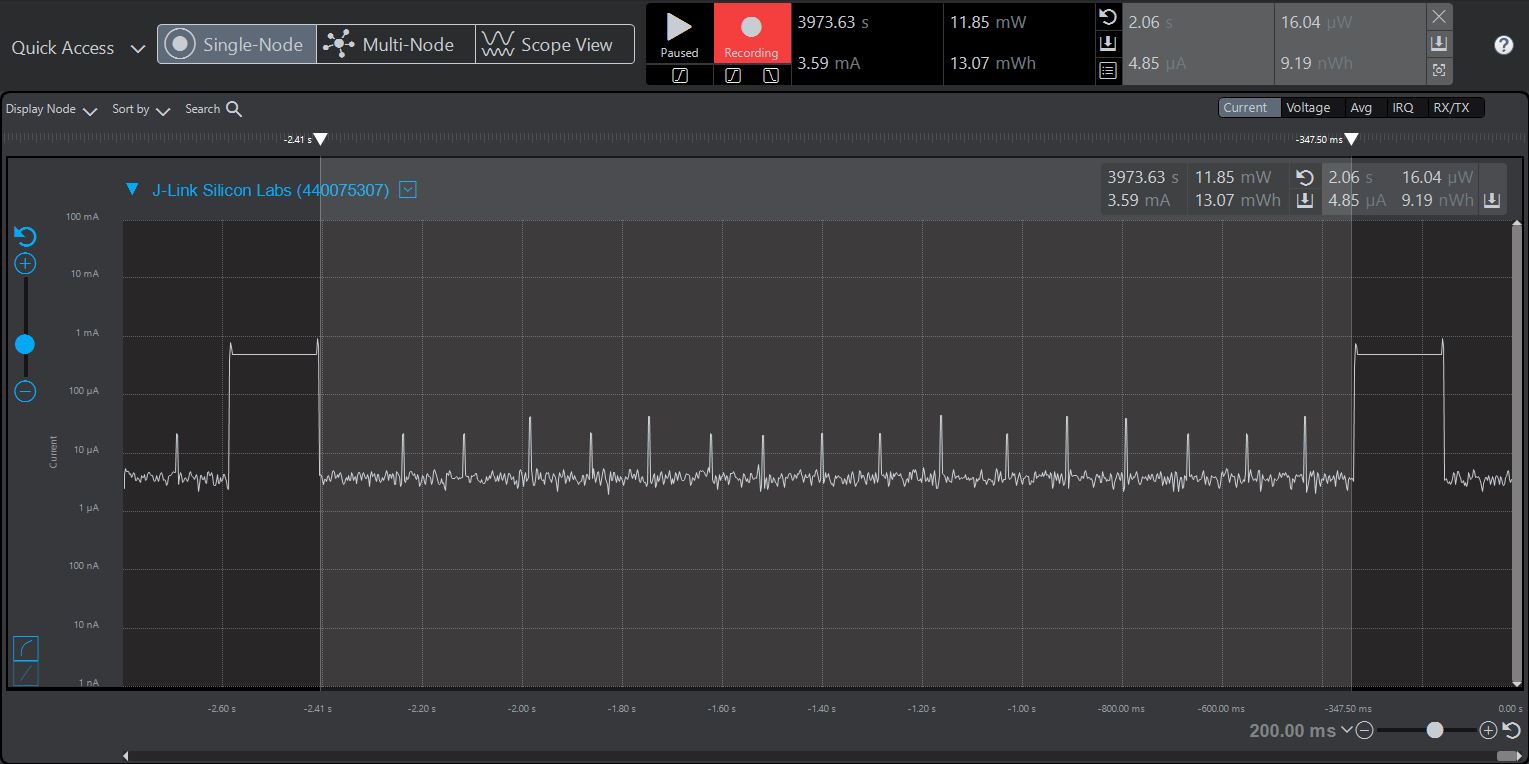 Quick Access
Single-Node
Multi-Node
Scope View
Paused
Recording
3973.63 s
11.85 mW
3.59 mA
13.07 mWh
2.06 s
16.04 µW
4.85 µA
9.19 nWh
?
Display Node
Sort by
Search
Current
Voltage
Avg
IRQ
RX/TX
-2.41 s
-347.50 ms
J-Link Silicon Labs (440075307)
3973.63 s
11.85 mW
2.06 s
16.04 µW
3.59 mA
13.07 mWh
4.85 µA
9.19 nWh
100 mA
10 mA
1 mA
100 µA
10 µA
1 µA
100 nA
10 nA
1 nA
Current
-2.60 s
-2.41 s
-2.20 s
-2.00 s
-1.80 s
-1.60 s
-1.40 s
-1.20 s
-1.00 s
-800.00 ms
-600.00 ms
-347.50 ms
0.00 s
200.00 ms